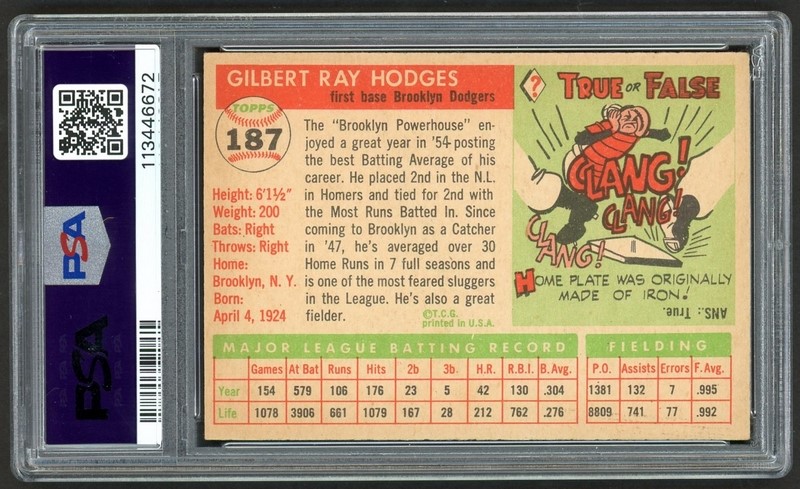 113446672
PSA
PSA
GILBERT RAY HODGES
first base Brooklyn Dodgers
TOPPS
187
Height: 6'1½"
Weight: 200
Bats: Right
Throws: Right
Home:
Brooklyn, N. Y.
Born:
April 4, 1924
The "Brooklyn Powerhouse" en-
joyed a great year in '54 posting
the best Batting Average of his
career. He placed 2nd in the N.L.
in Homers and tied for 2nd with
the Most Runs Batted In. Since
coming to Brooklyn as a Catcher
in '47, he's averaged over 30
Home Runs in 7 full seasons and
is one of the most feared sluggers
in the League. He's also a great
fielder.
©T.C.G.
printed in U.S.A.
?
TRUE OR FALSE
CLANG!
CLANG!
CLANG!
HOME PLATE WAS ORIGINALLY
MADE OF IRON!
ANS.: True.
MAJOR LEAGUE BATTING RECORD
FIELDING
Games At Bat Runs Hits 2b 3b H.R. R.B.I. B. Avg. P.O. Assists Errors F. Avg.
Year 154 579 106 176 23 5 42 130 .304 1381 132 7 .995
Life 1078 3906 661 1079 167 28 212 762 .276 8809 741 77 .992